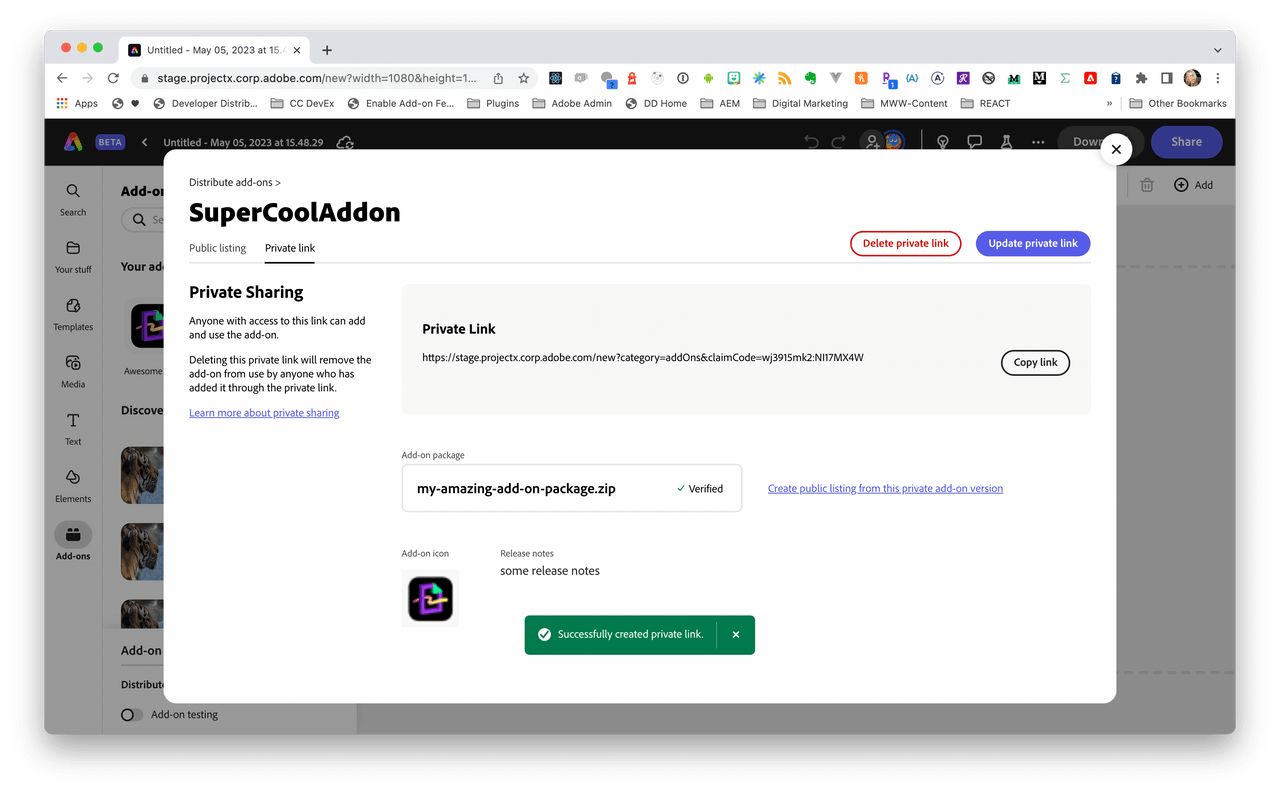 Untitled - May 05, 2023 at 15.4
stage.projectx.corp.adobe.com/new?width=1080&height=1...
Apps
Developer Distrib...
CC DevEx
Enable Add-on Fe...
Plugins
Adobe Admin
DD Home
AEM
Digital Marketing
MWW-Content
REACT
»
Other Bookmarks
BETA
Untitled - May 05, 2023 at 15.48.29
Down
Share
Search
Your stuff
Templates
Media
Text
Elements
Add-ons
Add-on
Se
Your add
Awesome
Discove
Add-on
Distribute
Add-on testing
Add
Distribute add-ons >
SuperCoolAddon
Public listing
Private link
Delete private link
Update private link
Private Sharing
Anyone with access to this link can add
and use the add-on.
Deleting this private link will remove the
add-on from use by anyone who has
added it through the private link.
Learn more about private sharing
Private Link
https://stage.projectx.corp.adobe.com/new?category=addOns&claimCode=wj3915mk2:NI17MX4W
Copy link
Add-on package
my-amazing-add-on-package.zip
Verified
Create public listing from this private add-on version
Add-on icon
Release notes
some release notes
Successfully created private link.